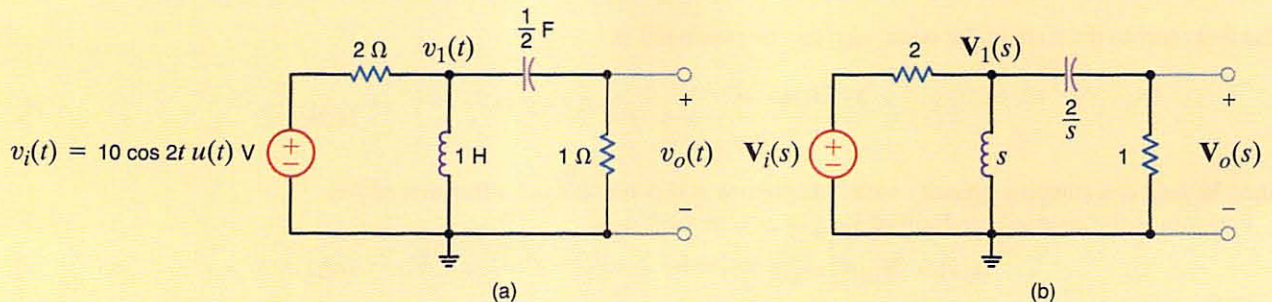 2 Ω
v₁(t)
1/2 F
+
−
vᵢ(t) = 10 cos 2t u(t) V
1 H
1 Ω
+
vₒ(t)
−
(a)
2
V₁(s)
2/s
+
−
Vᵢ(s)
s
1
+
Vₒ(s)
−
(b)